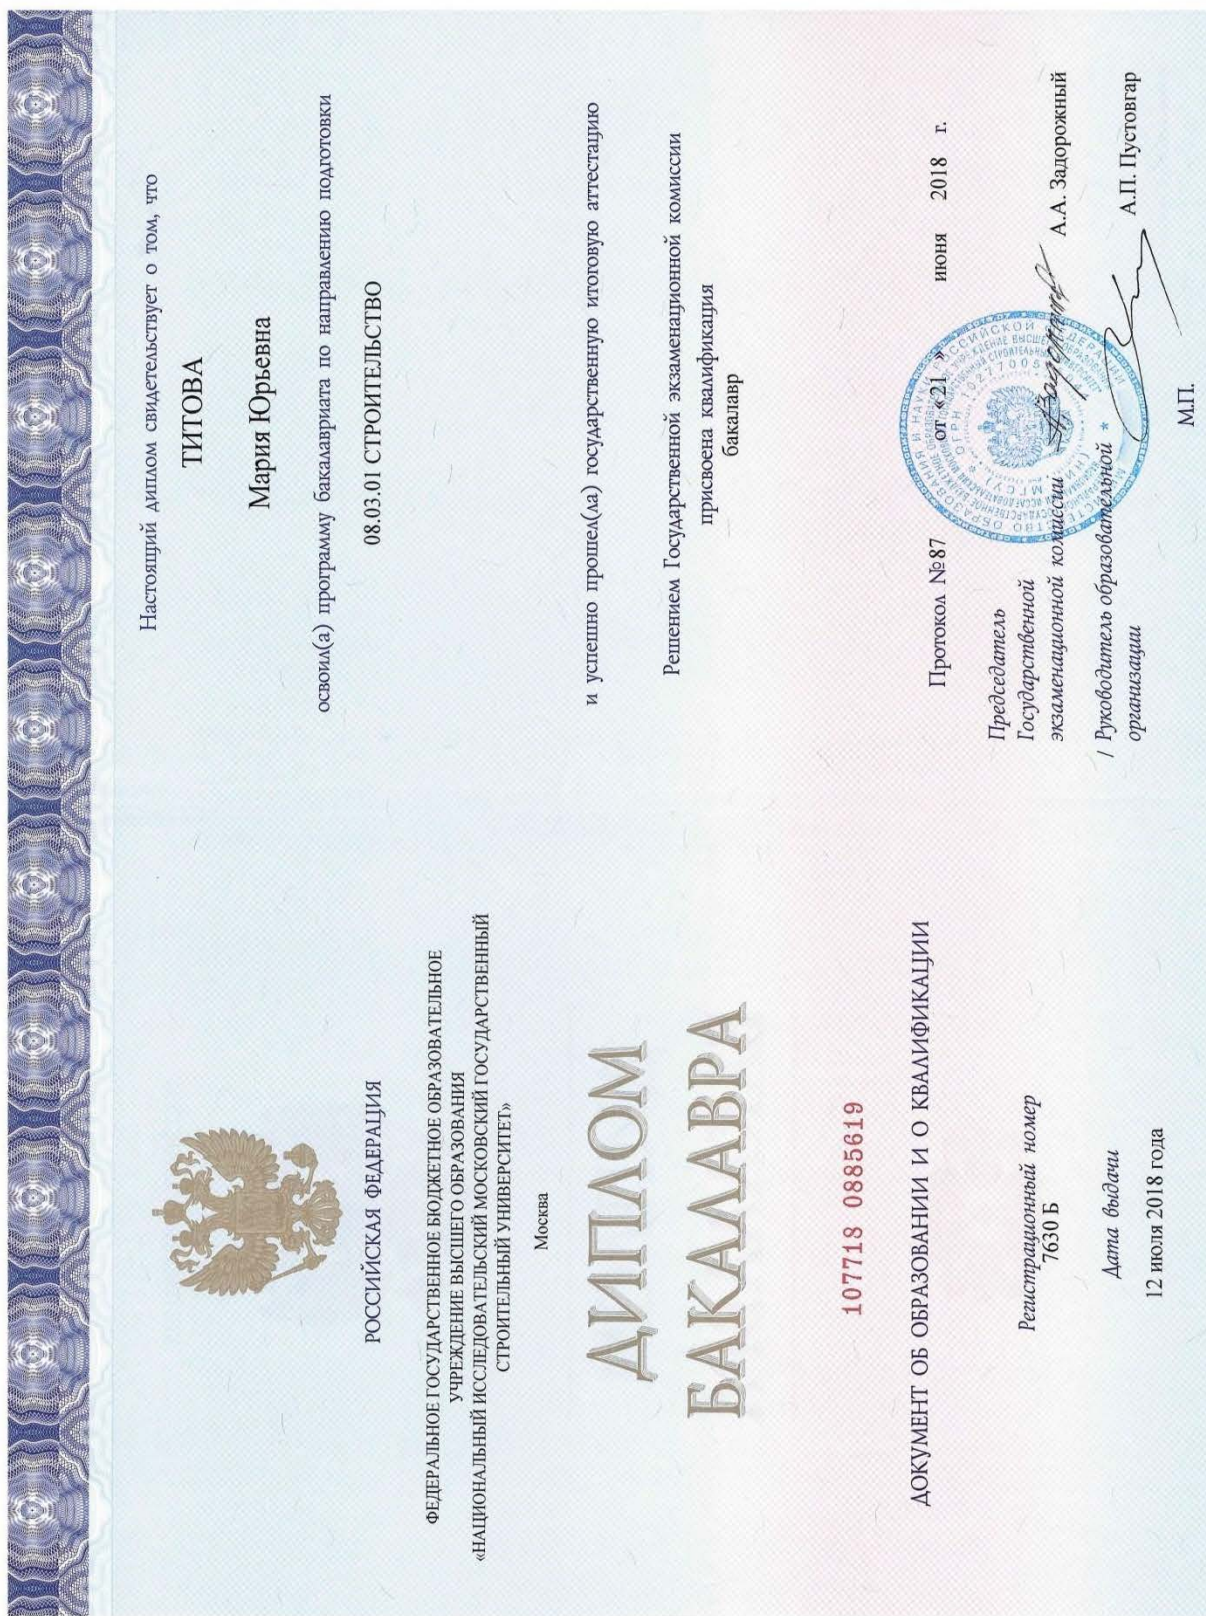 РОССИЙСКАЯ ФЕДЕРАЦИЯ
ФЕДЕРАЛЬНОЕ ГОСУДАРСТВЕННОЕ БЮДЖЕТНОЕ ОБРАЗОВАТЕЛЬНОЕ
УЧРЕЖДЕНИЕ ВЫСШЕГО ОБРАЗОВАНИЯ
«НАЦИОНАЛЬНЫЙ ИССЛЕДОВАТЕЛЬСКИЙ МОСКОВСКИЙ ГОСУДАРСТВЕННЫЙ
СТРОИТЕЛЬНЫЙ УНИВЕРСИТЕТ»
Москва
ДИПЛОМ
БАКАЛАВРА
107718 0885619
ДОКУМЕНТ ОБ ОБРАЗОВАНИИ И О КВАЛИФИКАЦИИ
Регистрационный номер
7630 Б
Дата выдачи
12 июля 2018 года
Настоящий диплом свидетельствует о том, что
ТИТОВА
Мария Юрьевна
освоил(а) программу бакалавриата по направлению подготовки
08.03.01 СТРОИТЕЛЬСТВО
и успешно прошел(ла) государственную итоговую аттестацию
Решением Государственной экзаменационной комиссии
присвоена квалификация
бакалавр
Протокол №87 от «21 » июня 2018 г.
Председатель
Государственной
экзаменационной комиссии А.А. Задорожный
/ Руководитель образовательной
организации А.П. Пустовгар
М.П.